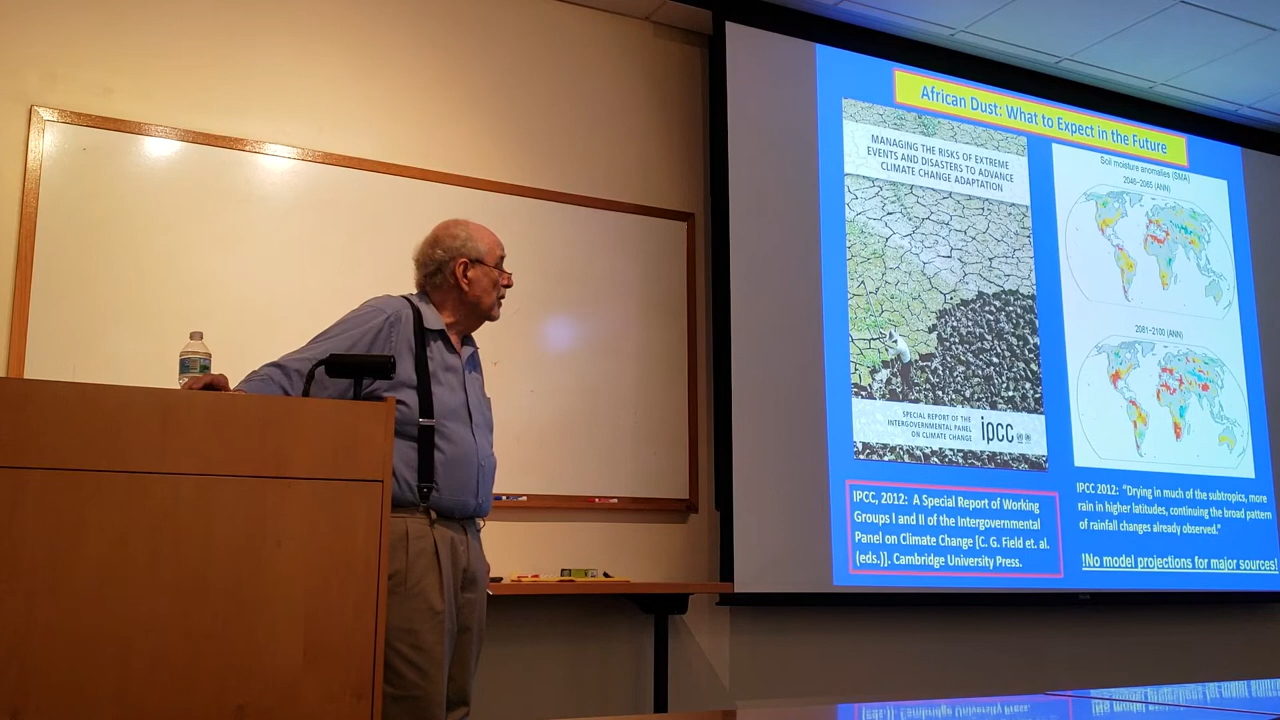 African Dust: What to Expect in the Future
MANAGING THE RISKS OF EXTREME
EVENTS AND DISASTERS TO ADVANCE
CLIMATE CHANGE ADAPTATION
SPECIAL REPORT OF THE
INTERGOVERNMENTAL PANEL
ON CLIMATE CHANGE
ipcc
Soil moisture anomalies (SMA)
2046–2065 (ANN)
2081–2100 (ANN)
IPCC, 2012: A Special Report of Working
Groups I and II of the Intergovernmental
Panel on Climate Change [C. G. Field et. al.
(eds.)]. Cambridge University Press.
IPCC 2012: “Drying in much of the subtropics, more
rain in higher latitudes, continuing the broad pattern
of rainfall changes already observed.”
!No model projections for major sources!